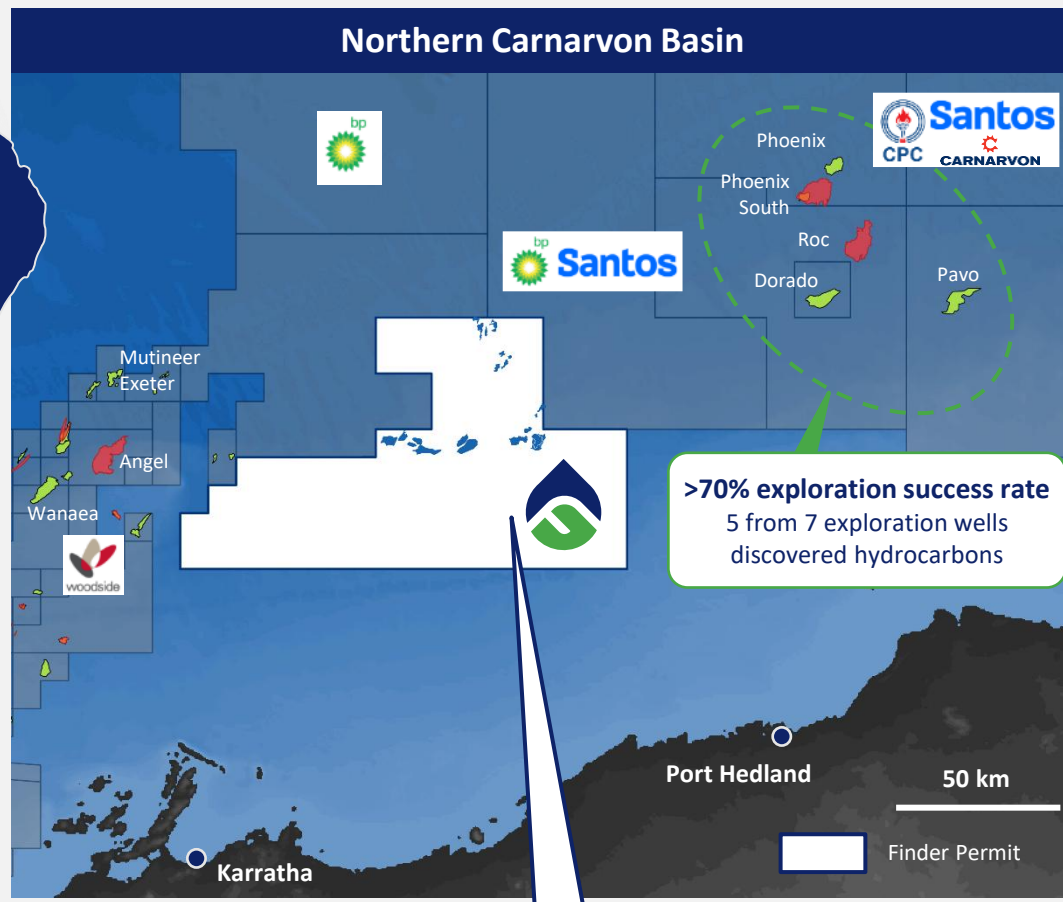 Northern Carnarvon Basin
bp
CPC
Santos
CARNARVON
Phoenix
Phoenix
South
Roc
bp
Santos
Dorado
Pavo
Mutineer
Exeter
Angel
Wanaea
woodside
>70% exploration success rate
5 from 7 exploration wells
discovered hydrocarbons
Port Hedland
50 km
Karratha
Finder Permit